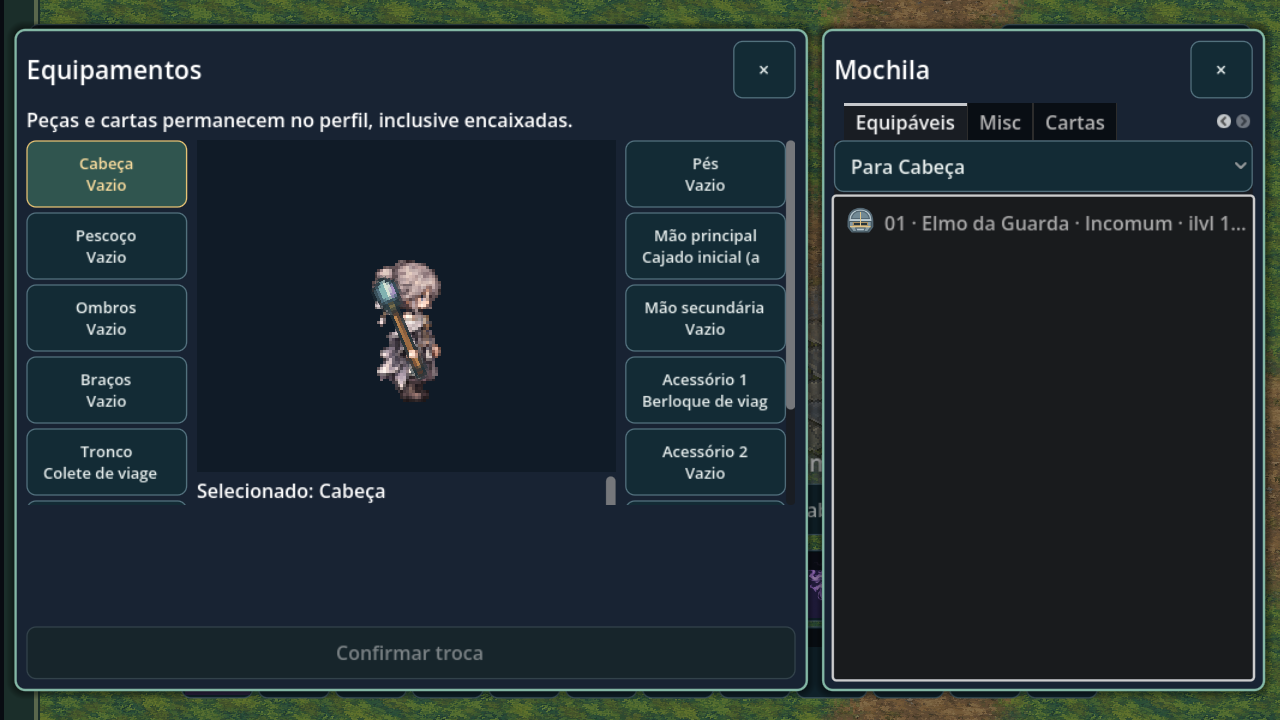 Equipamentos
×
Peças e cartas permanecem no perfil, inclusive encaixadas.
Cabeça
Vazio
Pescoço
Vazio
Ombros
Vazio
Braços
Vazio
Tronco
Colete de viage
Selecionado: Cabeça
Pés
Vazio
Mão principal
Cajado inicial (a
Mão secundária
Vazio
Acessório 1
Berloque de viag
Acessório 2
Vazio
Confirmar troca
Mochila
×
Equipáveis Misc Cartas
Para Cabeça
01 · Elmo da Guarda · Incomum · ilvl 1...